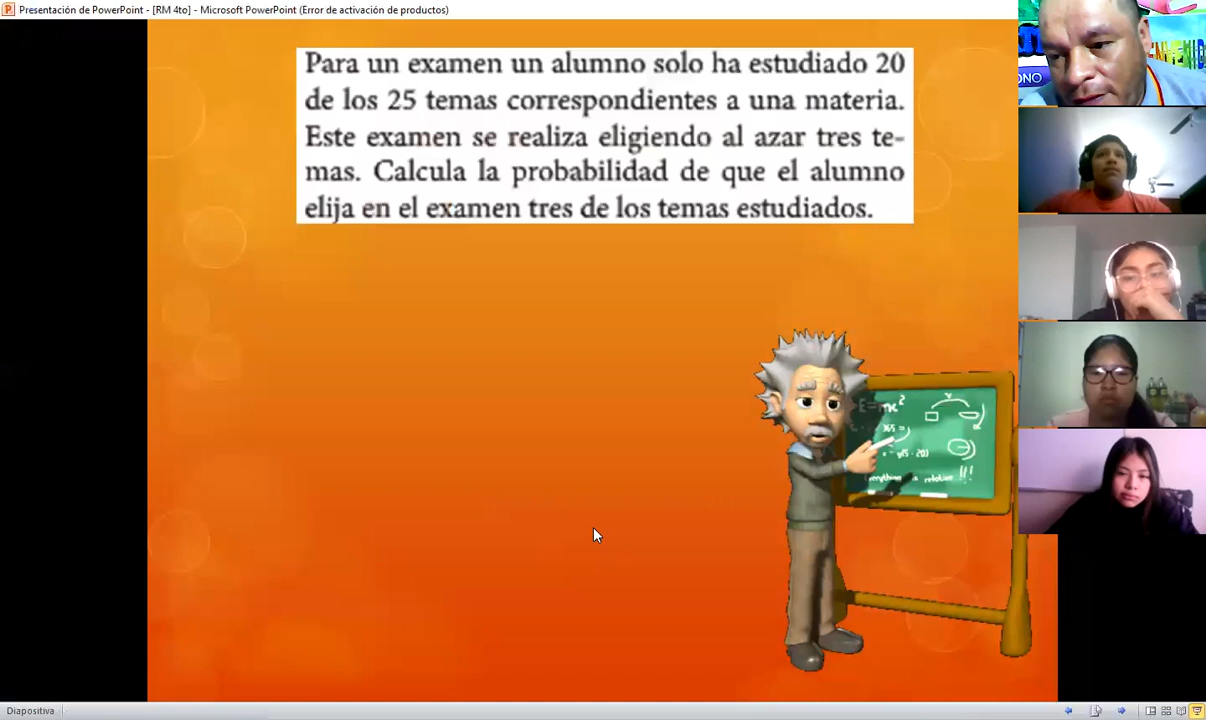 Presentación de PowerPoint - [RM 4to] - Microsoft PowerPoint (Error de activación de productos)
Para un examen un alumno solo ha estudiado 20
de los 25 temas correspondientes a una materia.
Este examen se realiza eligiendo al azar tres te-
mas. Calcula la probabilidad de que el alumno
elija en el examen tres de los temas estudiados.
E=mc²
Diapositiva